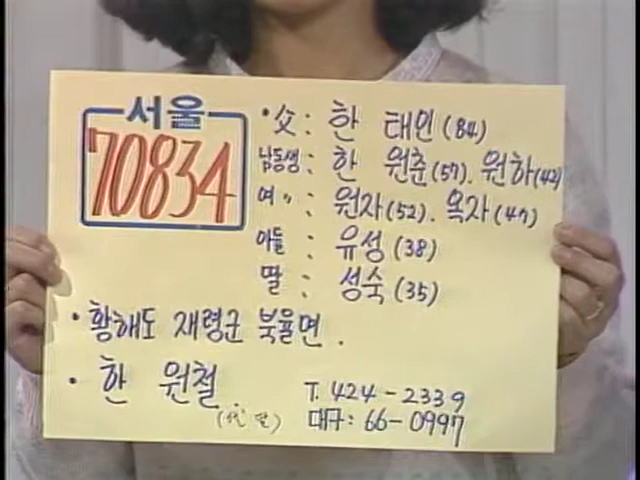 서울
70834
· 父 : 한 태인 (84)
남동생 : 한 원춘 (57). 원하 (42)
여 〃 : 원자 (52). 옥자 (47)
아들 : 유성 (38)
딸 : 성숙 (35)
· 황해도 재령군 북율면 .
· 한 원철
(代 딸)
T. 424-2339
대구: 66-0997